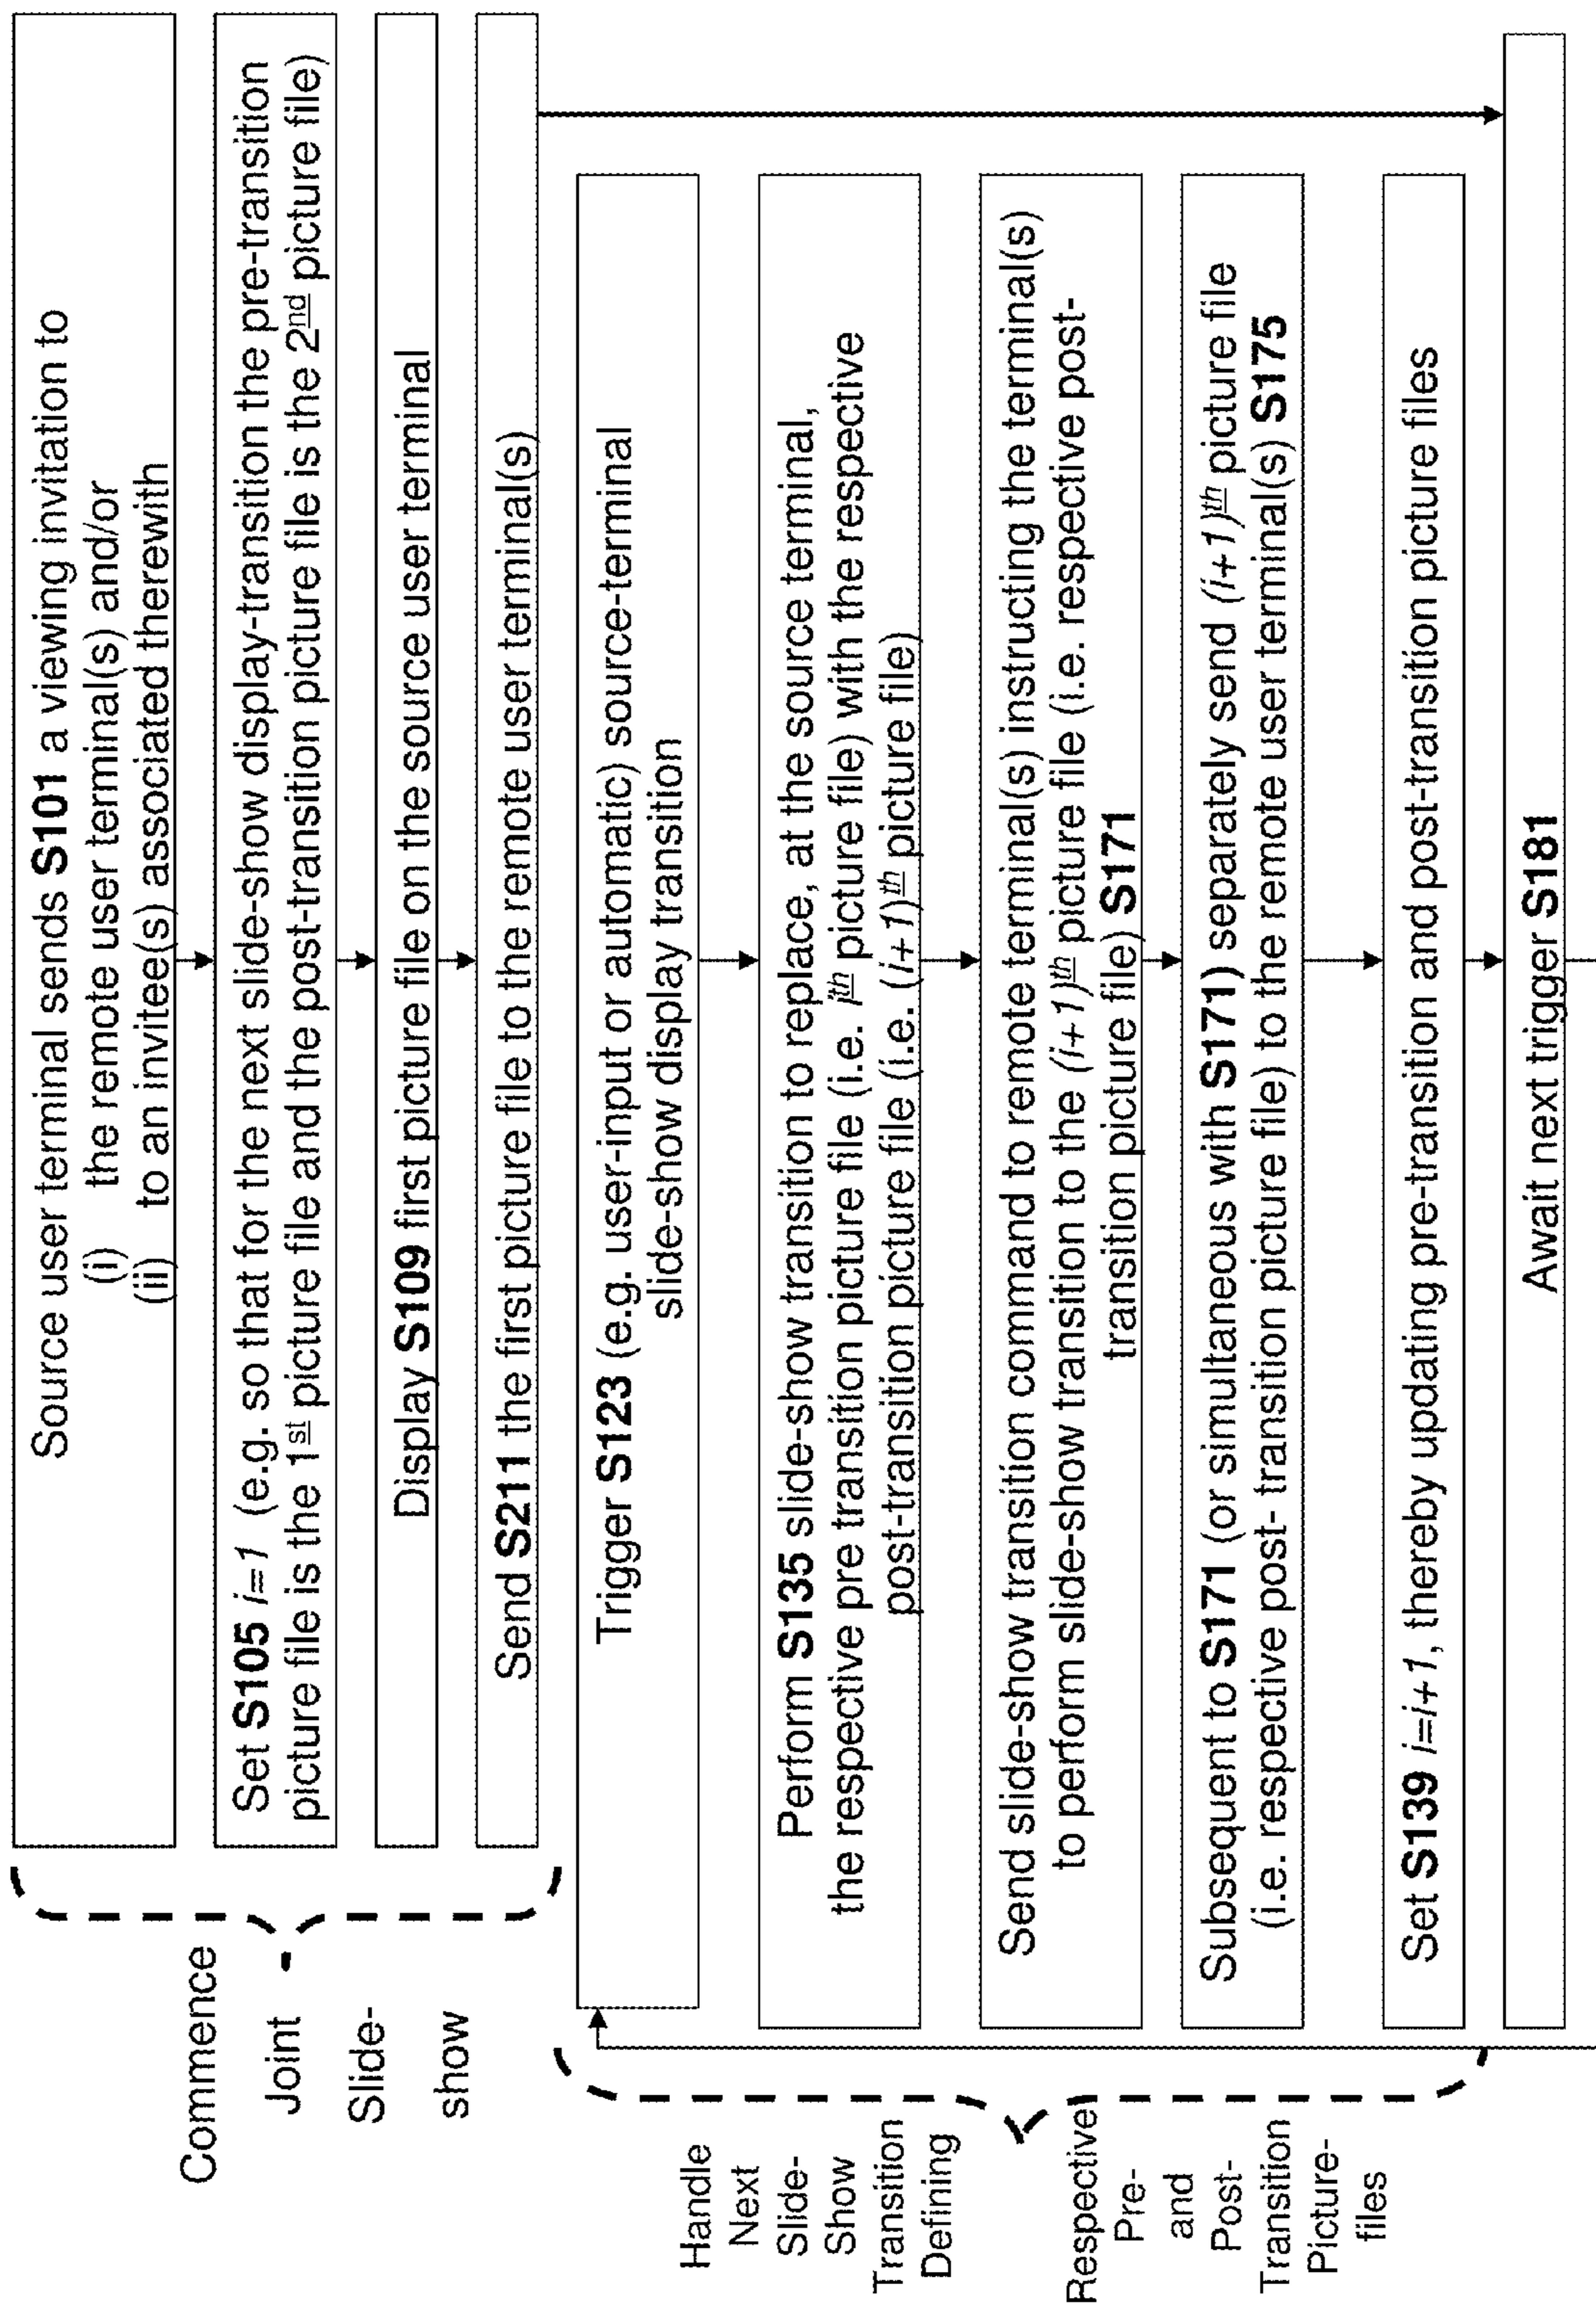 Commence
Joint
Slide-
show
Source user terminal sends S101 a viewing invitation to
(i) the remote user terminal(s) and/or
(ii) to an invitee(s) associated therewith
Set S105 i=1 (e.g. so that for the next slide-show display-transition the pre-transition
picture file is the 1st picture file and the post-transition picture file is the 2nd picture file)
Display S109 first picture file on the source user terminal
Send S211 the first picture file to the remote user terminal(s)
Handle
Next
Slide-
Show
Transition
Defining
Respective
Pre-
and
Post-
Transition
Picture-
files
Trigger S123 (e.g. user-input or automatic) source-terminal
slide-show display transition
Perform S135 slide-show transition to replace, at the source terminal,
the respective pre transition picture file (i.e. ith picture file) with the respective
post-transition picture file (i.e. (i+1)th picture file)
Send slide-show transition command to remote terminal(s) instructing the terminal(s)
to perform slide-show transition to the (i+1)th picture file (i.e. respective post-
transition picture file) S171
Subsequent to S171 (or simultaneous with S171) separately send (i+1)th picture file
(i.e. respective post- transition picture file) to the remote user terminal(s) S175
Set S139 i=i+1, thereby updating pre-transition and post-transition picture files
Await next trigger S181